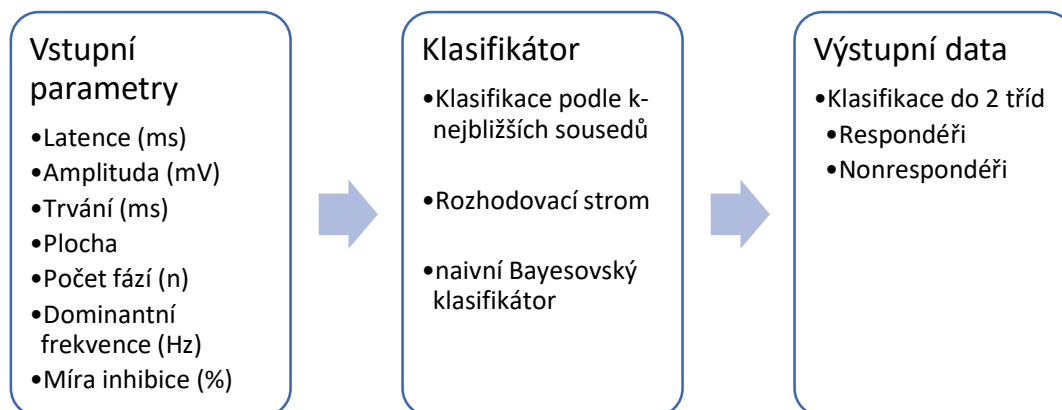 Vstupní
parametry
•Latence (ms)
•Amplituda (mV)
•Trvání (ms)
•Plocha
•Počet fází (n)
•Dominantní
frekvence (Hz)
•Míra inhibice (%)
Klasifikátor
•Klasifikace podle k-
nejbližších sousedů
•Rozhodovací strom
•naivní Bayesovský
klasifikátor
Výstupní data
•Klasifikace do 2 tříd
•Respondéři
•Nonrespondéři